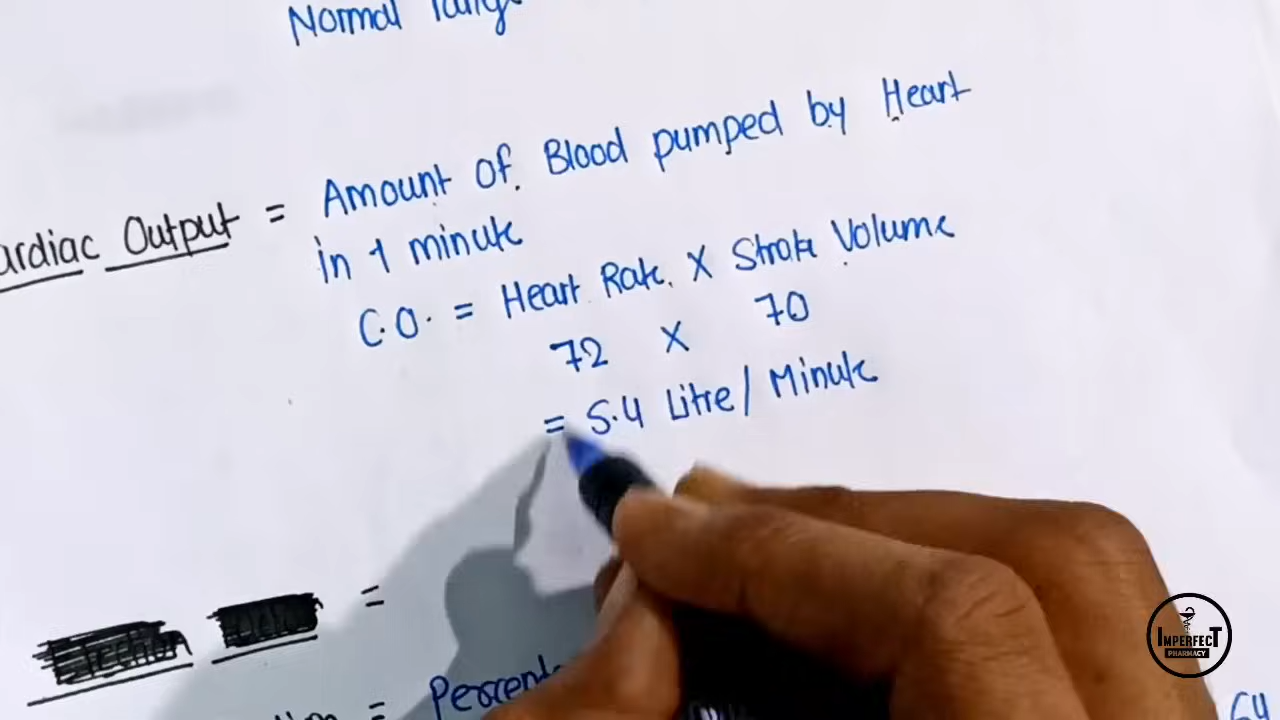 Normal
Cardiac Output = Amount Of Blood pumped by Heart
in 1 minute
C.O. = Heart Rate X Stroke Volume
72 X 70
= 5.4 Litre/ Minute
=
=
IMPERFECT
PHARMACY